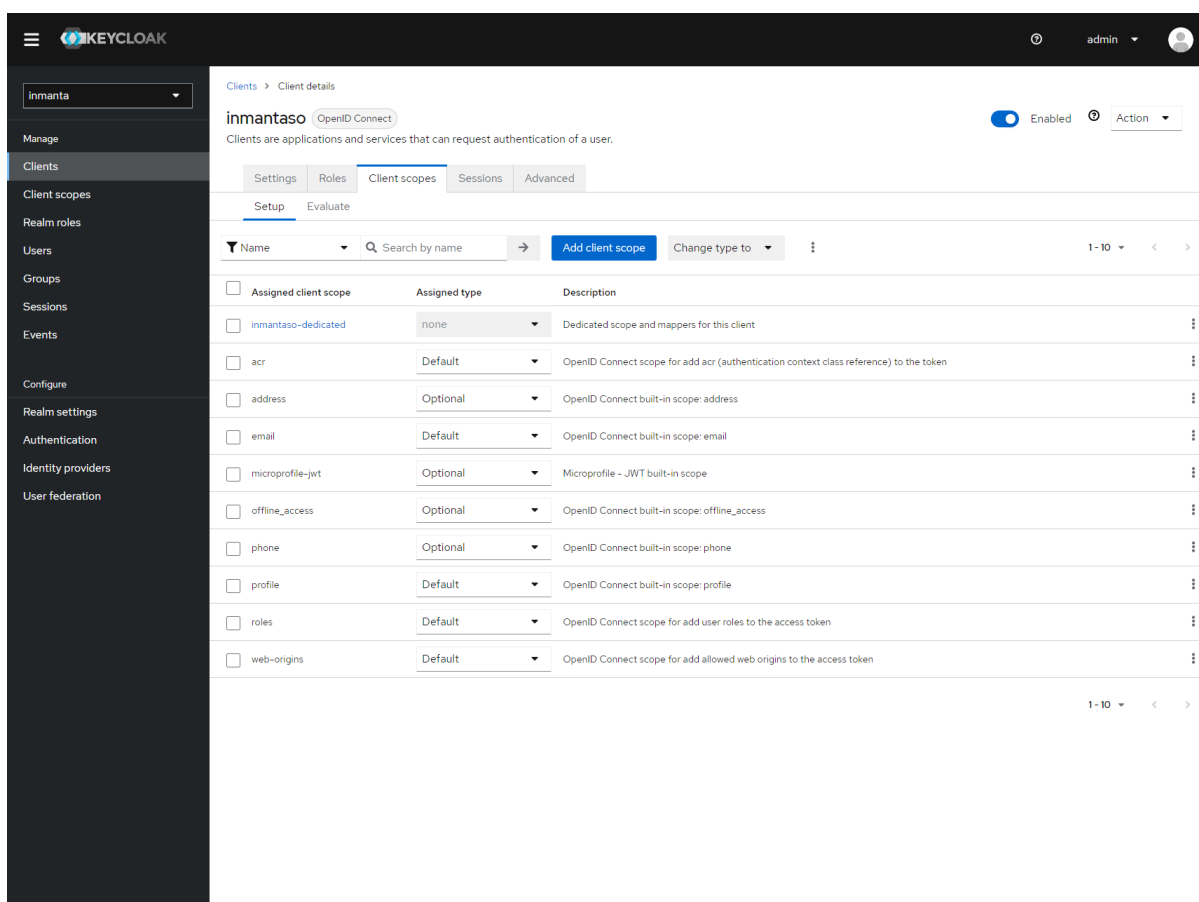 KEYCLOAK
admin
inmanta
Manage
Clients
Client scopes
Realm roles
Users
Groups
Sessions
Events
Configure
Realm settings
Authentication
Identity providers
User federation
Clients > Client details
inmantaso OpenID Connect
Enabled Action
Clients are applications and services that can request authentication of a user.
Settings Roles Client scopes Sessions Advanced
Setup Evaluate
Name Search by name Add client scope Change type to 1 - 10
Assigned client scope Assigned type Description
inmantaso-dedicated none Dedicated scope and mappers for this client
acr Default OpenID Connect scope for add acr (authentication context class reference) to the token
address Optional OpenID Connect built-in scope: address
email Default OpenID Connect built-in scope: email
microprofile-jwt Optional Microprofile - JWT built-in scope
offline_access Optional OpenID Connect built-in scope: offline_access
phone Optional OpenID Connect built-in scope: phone
profile Default OpenID Connect built-in scope: profile
roles Default OpenID Connect scope for add user roles to the access token
web-origins Default OpenID Connect scope for add allowed web origins to the access token
1 - 10